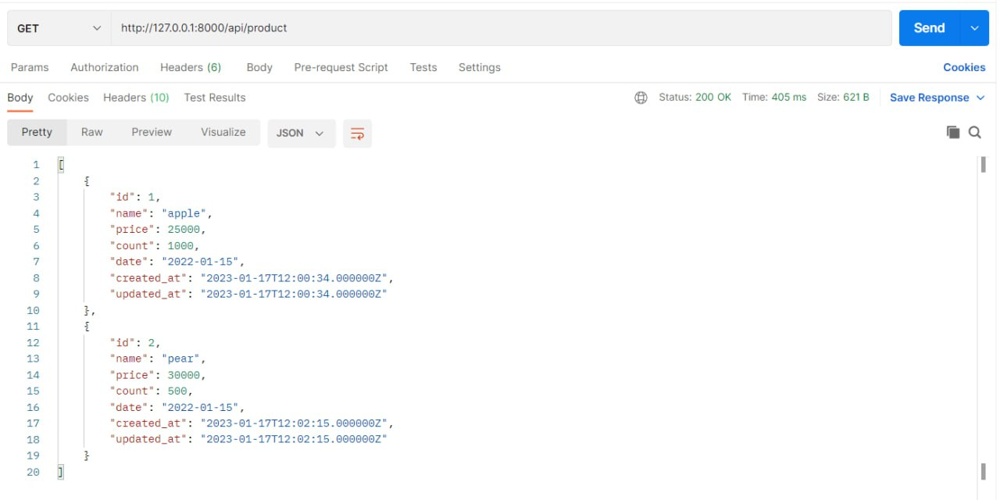 GET http://127.0.0.1:8000/api/product Send
Params Authorization Headers (6) Body Pre-request Script Tests Settings Cookies
Body Cookies Headers (10) Test Results Status: 200 OK Time: 405 ms Size: 621 B Save Response
Pretty Raw Preview Visualize JSON
1 [
2 {
3 "id": 1,
4 "name": "apple",
5 "price": 25000,
6 "count": 1000,
7 "date": "2022-01-15",
8 "created_at": "2023-01-17T12:00:34.000000Z",
9 "updated_at": "2023-01-17T12:00:34.000000Z"
10 },
11 {
12 "id": 2,
13 "name": "pear",
14 "price": 30000,
15 "count": 500,
16 "date": "2022-01-15",
17 "created_at": "2023-01-17T12:02:15.000000Z",
18 "updated_at": "2023-01-17T12:02:15.000000Z"
19 }
20 ]